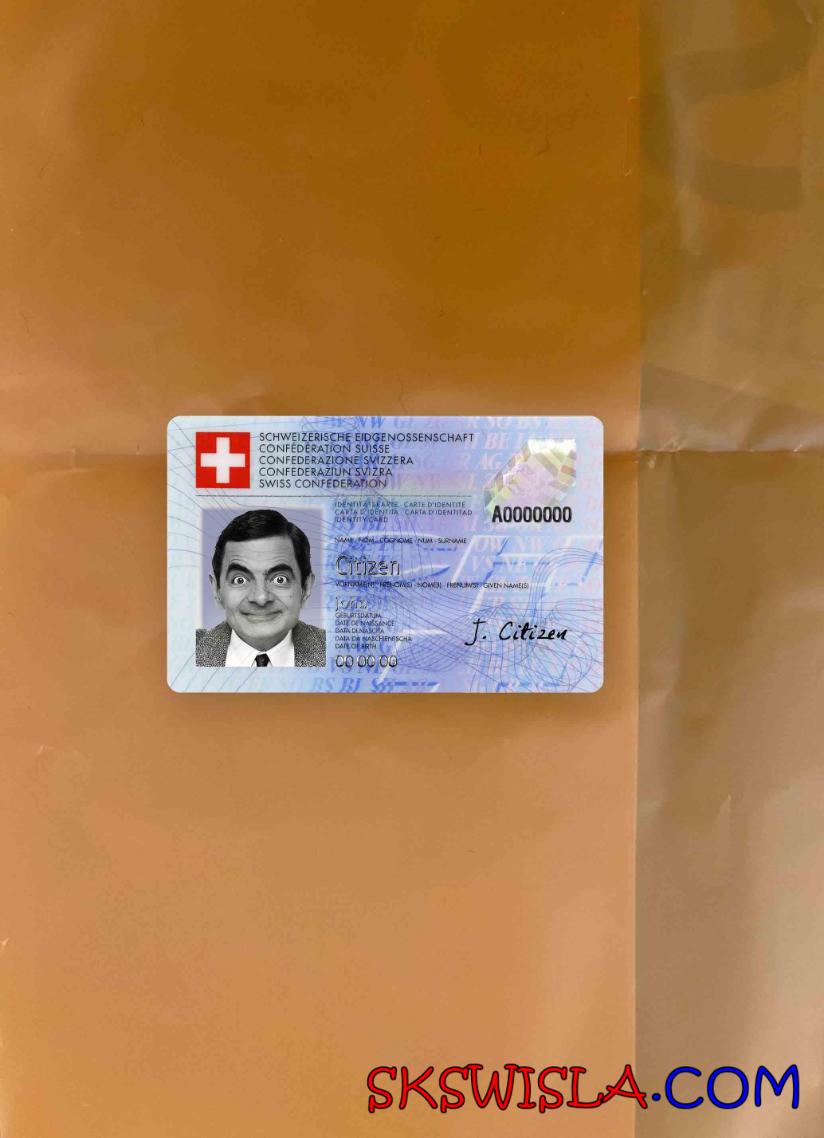 SCHWEIZERISCHE EIDGENOSSENSCHAFT
CONFÉDÉRATION SUISSE
CONFEDERAZIONE SVIZZERA
CONFEDERAZIUN SVIZRA
SWISS CONFEDERATION
IDENTITÄTSKARTE · CARTE D'IDENTITÉ
CARTA D'IDENTITÀ · CARTA D'IDENTITAD
IDENTITY CARD
A0000000
NAME · NOM · COGNOME · NUM · SURNAME
Citizen
VORNAME(N) · PRÉNOM(S) · NOME(I) · PRENUM(S) · GIVEN NAME(S)
John
GEBURTSDATUM
DATE DE NAISSANCE
DATA DI NASCITA
DATA DA NASCHIENTSCHA
DATE OF BIRTH
00 00 00
J. Citizen
SKSWISLA.COM